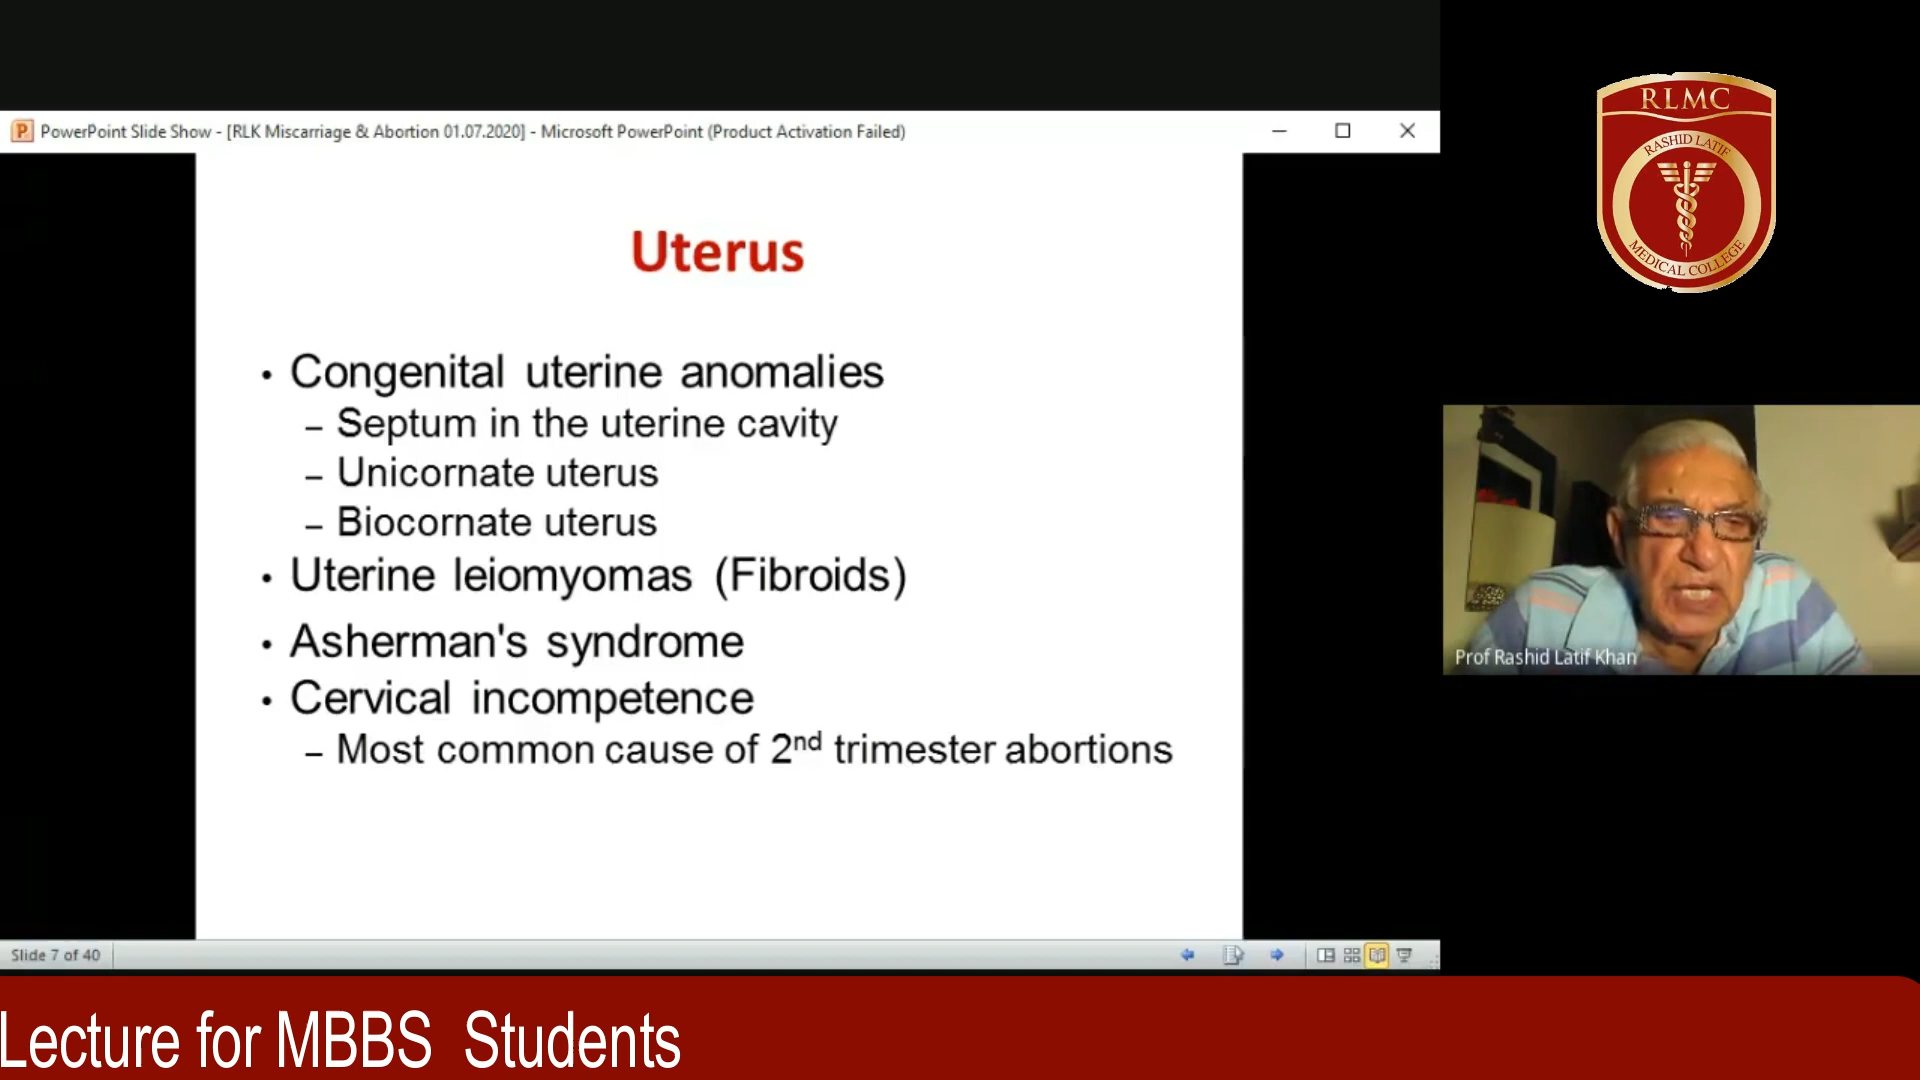 PowerPoint Slide Show - [RLK Miscarriage & Abortion 01.07.2020] - Microsoft PowerPoint (Product Activation Failed)
RLMC
RASHID LATIF
MEDICAL COLLEGE
Uterus
• Congenital uterine anomalies
– Septum in the uterine cavity
– Unicornate uterus
– Biocornate uterus
• Uterine leiomyomas (Fibroids)
• Asherman's syndrome
• Cervical incompetence
– Most common cause of 2nd trimester abortions
Prof Rashid Latif Khan
Slide 7 of 40
Lecture for MBBS Students